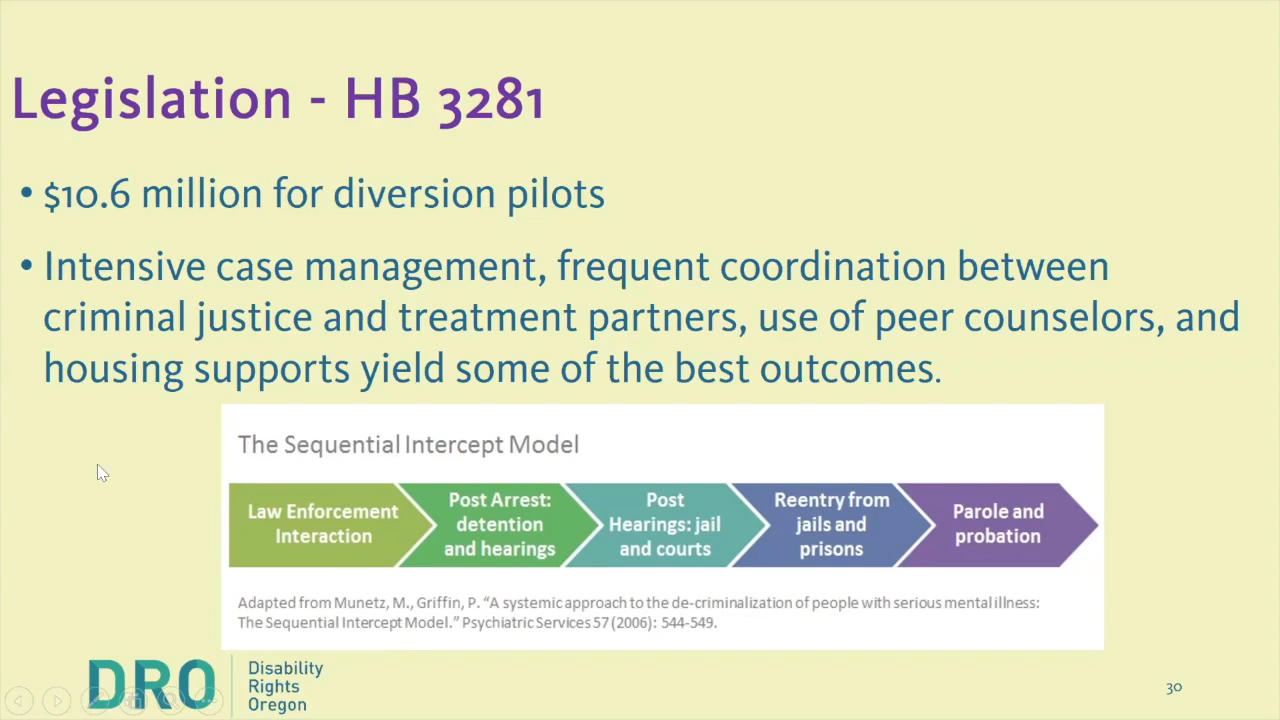 Legislation - HB 3281
• $10.6 million for diversion pilots
• Intensive case management, frequent coordination between
criminal justice and treatment partners, use of peer counselors, and
housing supports yield some of the best outcomes.
The Sequential Intercept Model
Law Enforcement
Interaction
Post Arrest:
detention
and hearings
Post
Hearings: jail
and courts
Reentry from
jails and
prisons
Parole and
probation
Adapted from Munetz, M., Griffin, P. “A systemic approach to the de-criminalization of people with serious mental illness:
The Sequential Intercept Model.” Psychiatric Services 57 (2006): 544-549.
DRO
Disability
Rights
Oregon
30